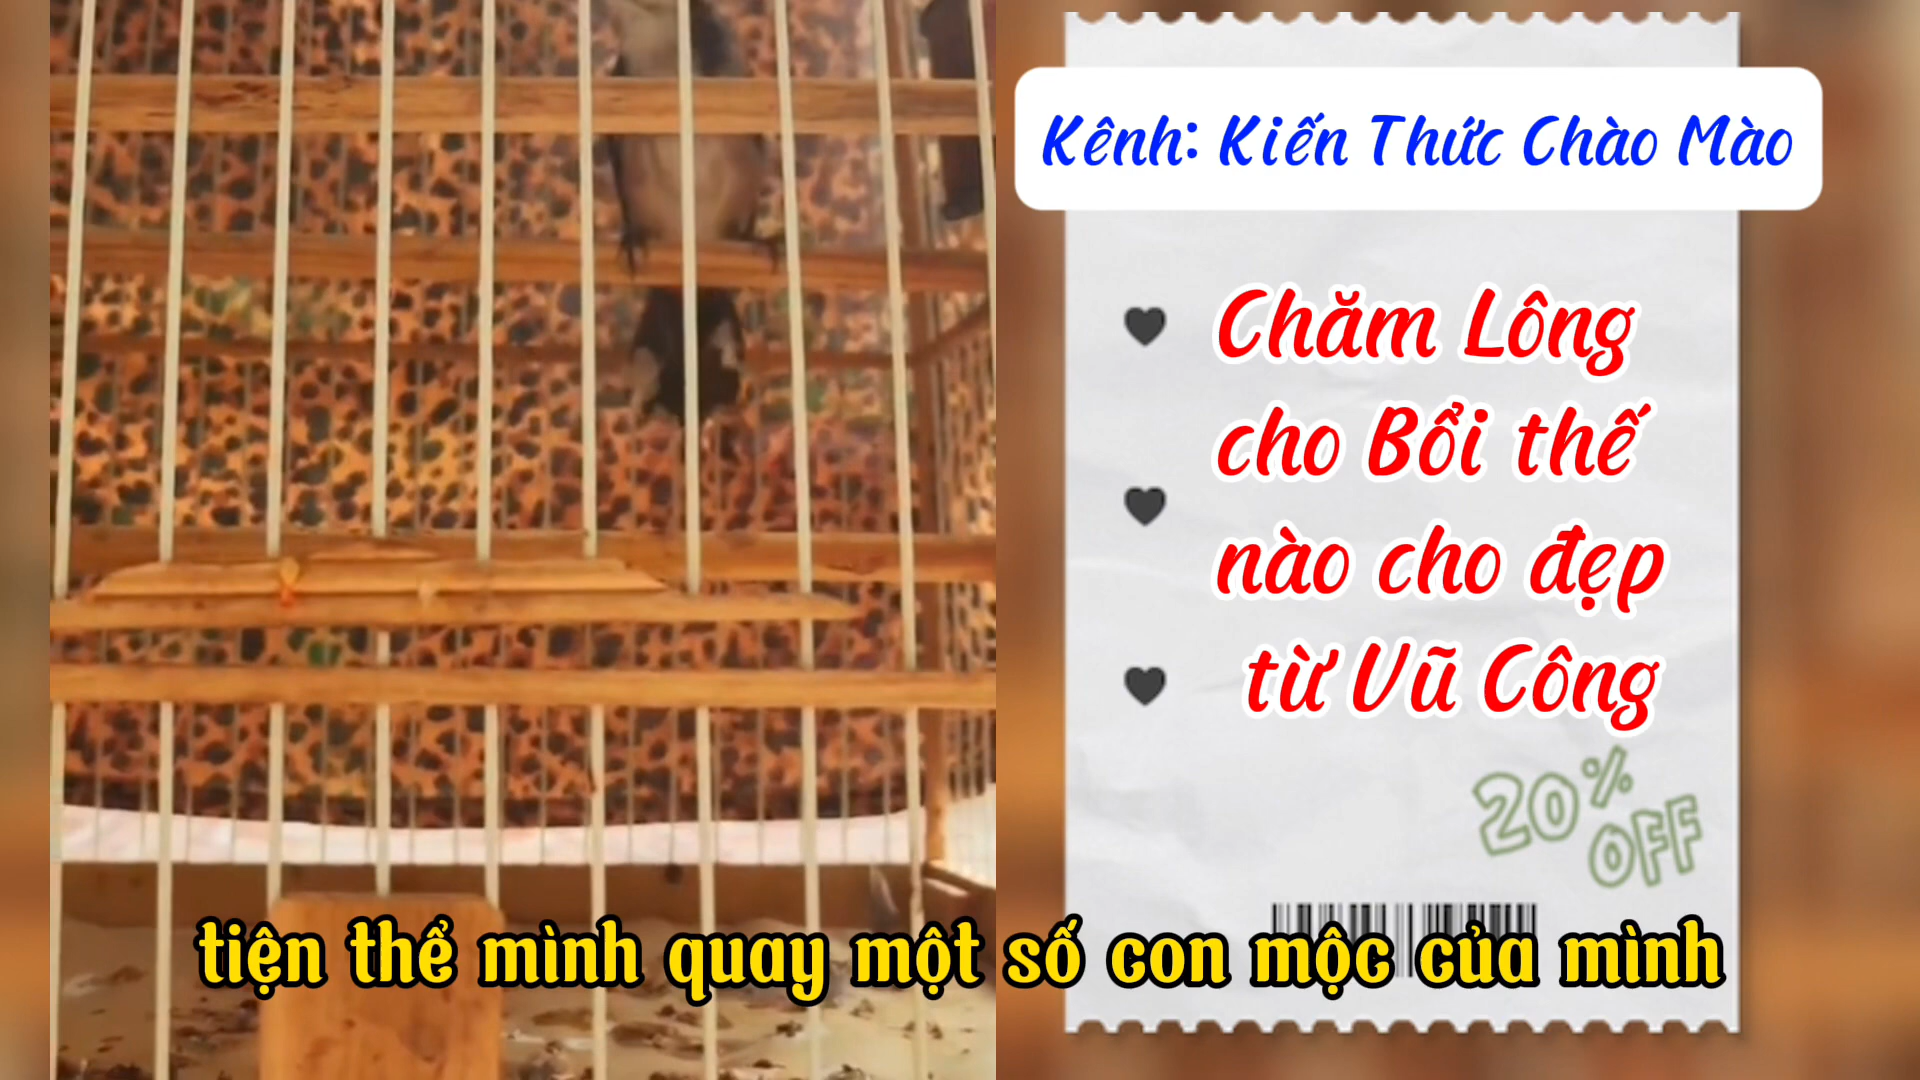 Kênh: Kiến Thức Chào Mào
Chăm Lông
cho Bổi thế
nào cho đẹp
từ Vũ Công
20%
OFF
tiện thể mình quay một số con mộc của mình